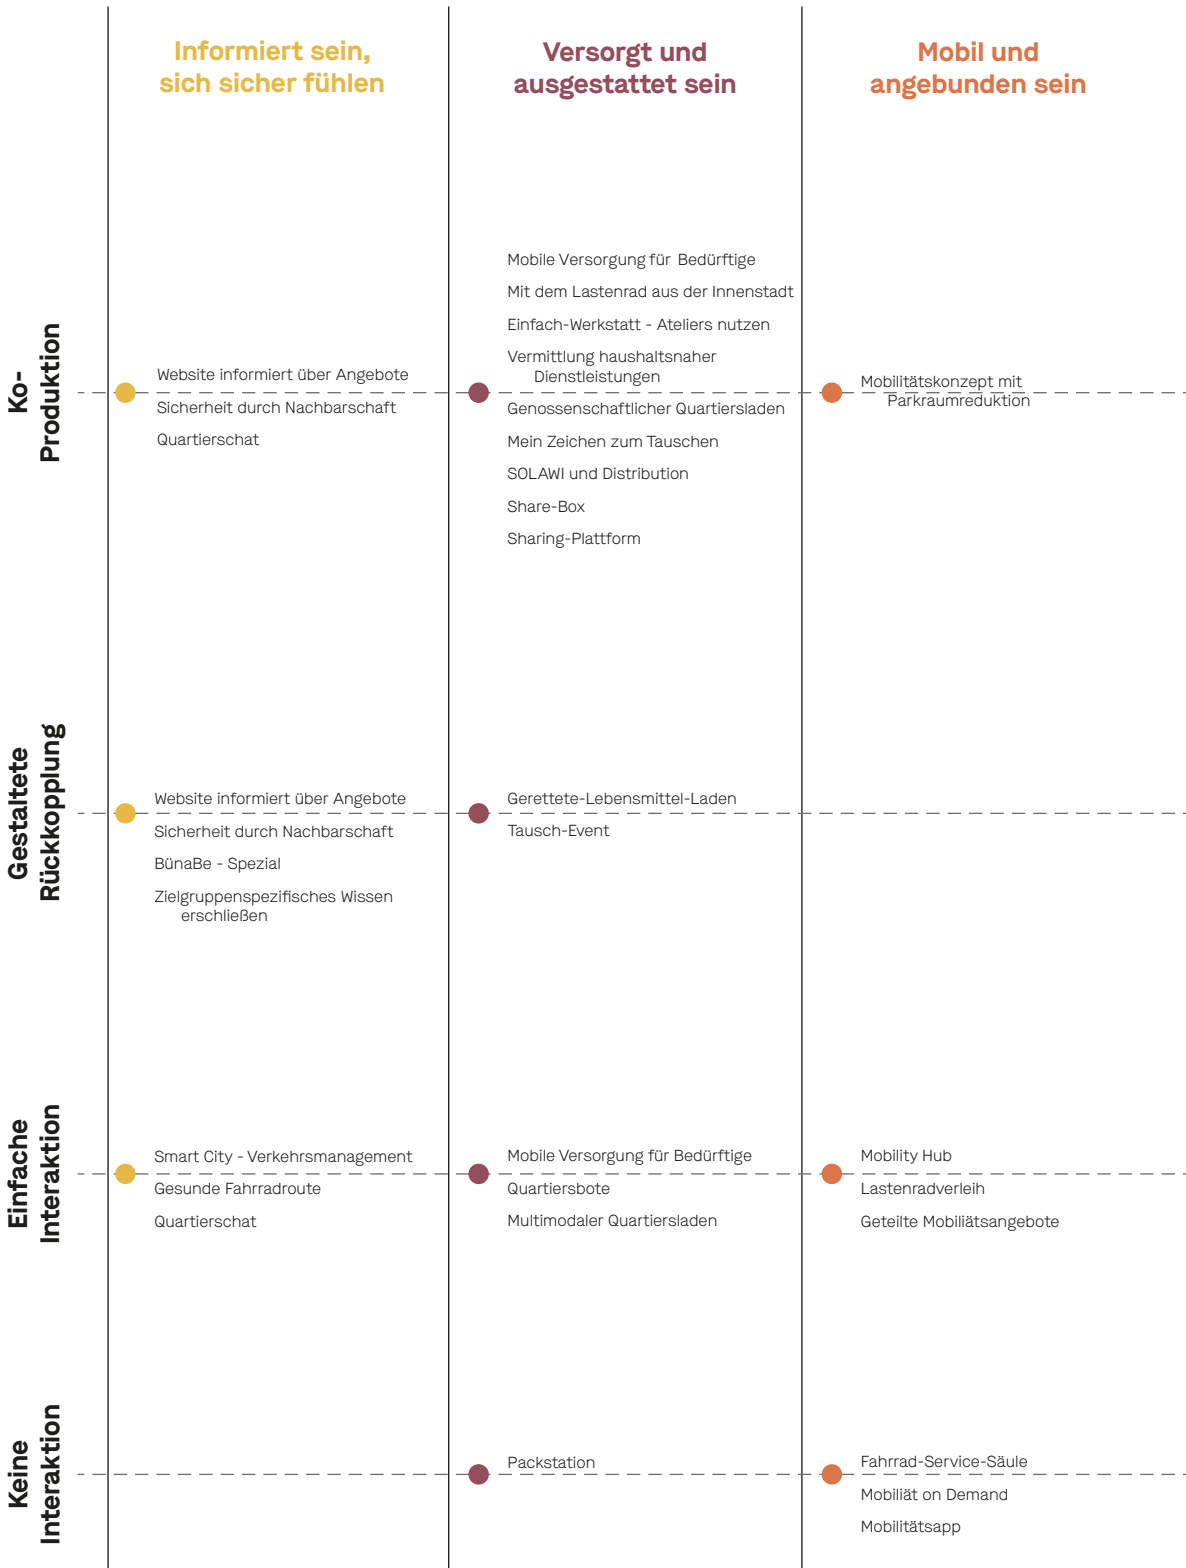 Informiert sein,
sich sicher fühlen
Versorgt und
ausgestattet sein
Mobil und
angebunden sein
Ko-
Produktion
Website informiert über Angebote
Sicherheit durch Nachbarschaft
Quartierschat
Mobile Versorgung für Bedürftige
Mit dem Lastenrad aus der Innenstadt
Einfach-Werkstatt - Ateliers nutzen
Vermittlung haushaltsnaher
Dienstleistungen
Genossenschaftlicher Quartiersladen
Mein Zeichen zum Tauschen
SOLAWI und Distribution
Share-Box
Sharing-Plattform
Mobilitätskonzept mit
Parkraumreduktion
Gestaltete
Rückkopplung
Website informiert über Angebote
Sicherheit durch Nachbarschaft
BünaBe - Spezial
Zielgruppenspezifisches Wissen
erschließen
Gerettete-Lebensmittel-Laden
Tausch-Event
Einfache
Interaktion
Smart City - Verkehrsmanagement
Gesunde Fahrradroute
Quartierschat
Mobile Versorgung für Bedürftige
Quartiersbote
Multimodaler Quartiersladen
Mobility Hub
Lastenradverleih
Geteilte Mobiliätsangebote
Keine
Interaktion
Packstation
Fahrrad-Service-Säule
Mobiliät on Demand
Mobilitätsapp